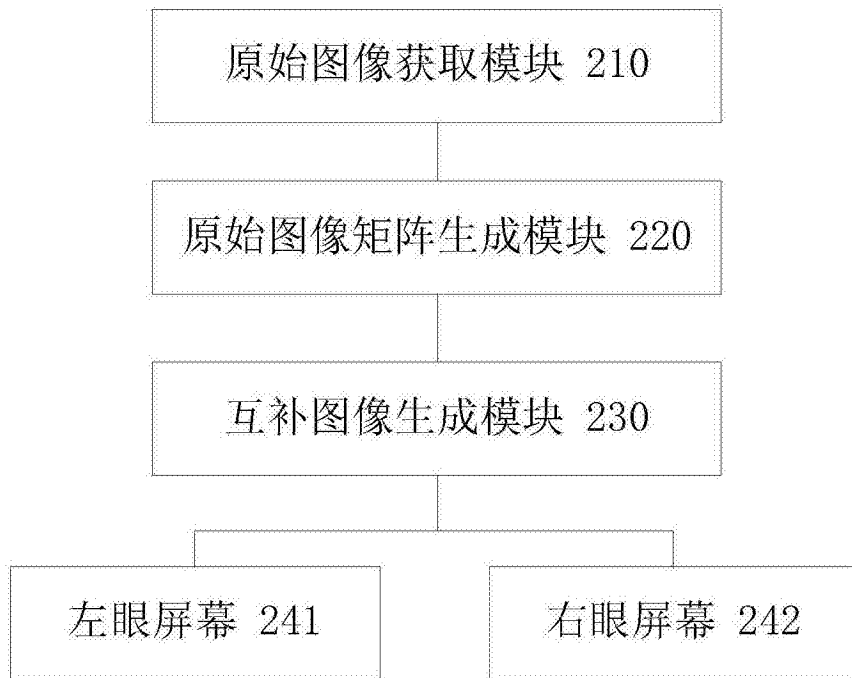 原始图像获取模块 210
原始图像矩阵生成模块 220
互补图像生成模块 230
左眼屏幕 241
右眼屏幕 242